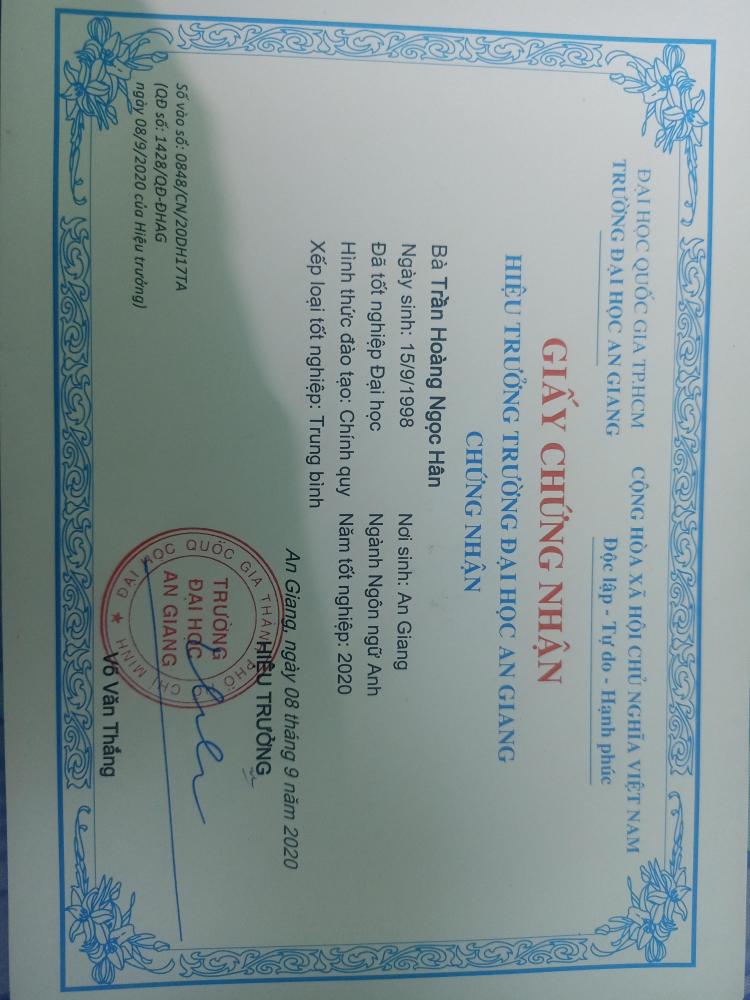 ĐẠI HỌC QUỐC GIA TP.HCM
TRƯỜNG ĐẠI HỌC AN GIANG
CỘNG HÒA XÃ HỘI CHỦ NGHĨA VIỆT NAM
Độc lập - Tự do - Hạnh phúc
GIẤY CHỨNG NHẬN
HIỆU TRƯỞNG TRƯỜNG ĐẠI HỌC AN GIANG
CHỨNG NHẬN
Bà Trần Hoàng Ngọc Hân
Ngày sinh: 15/9/1998 Nơi sinh: An Giang
Đã tốt nghiệp Đại học Ngành Ngôn ngữ Anh
Hình thức đào tạo: Chính quy Năm tốt nghiệp: 2020
Xếp loại tốt nghiệp: Trung bình
An Giang, ngày 08 tháng 9 năm 2020
HIỆU TRƯỞNG
ĐẠI HỌC QUỐC GIA THÀNH PHỐ CHÍ MINH
TRƯỜNG
ĐẠI HỌC
AN GIANG
Võ Văn Thắng
Số vào sổ: 0848/CN/20DH17TA
(QĐ số: 1428/QĐ-ĐHAG
ngày 08/9/2020 của Hiệu trưởng)